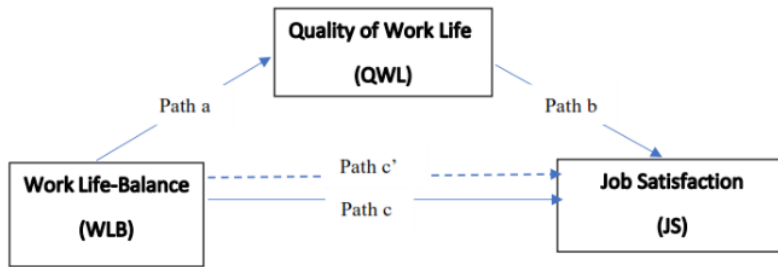 Quality of Work Life
(QWL)
Path a
Path b
Path c’
Work Life-Balance
(WLB)
Path c
Job Satisfaction
(JS)